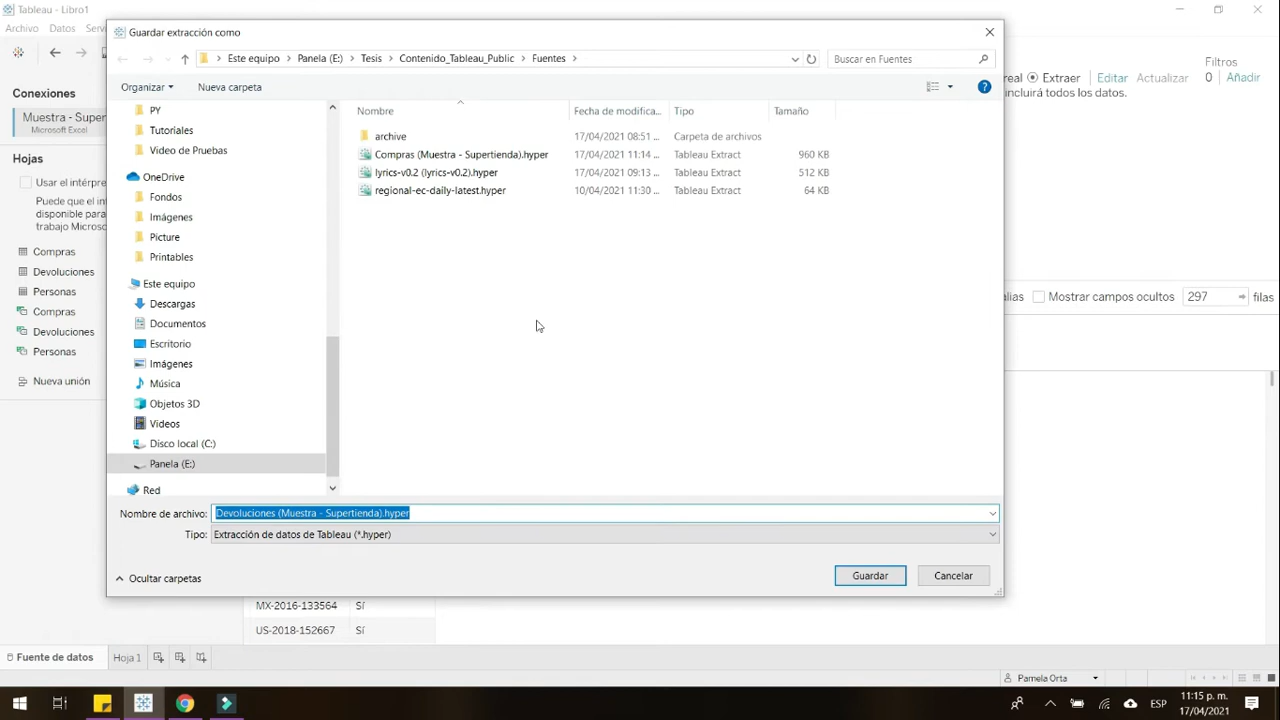 Tableau - Libro1
Archivo Datos Serv
Guardar extracción como
Este equipo > Panela (E:) > Tesis > Contenido_Tableau_Public > Fuentes >
Buscar en Fuentes
Organizar
Nueva carpeta
Conexiones
Muestra - Super
Microsoft Excel
Hojas
Usar el intérpre
Puede que el int
disponible para
trabajo Microso
Compras
Devoluciones
Personas
Compras
Devoluciones
Personas
Nueva unión
PY
Tutoriales
Video de Pruebas
OneDrive
Fondos
Imágenes
Picture
Printables
Este equipo
Descargas
Documentos
Escritorio
Imágenes
Música
Objetos 3D
Videos
Disco local (C:)
Panela (E:)
Red
Nombre Fecha de modifica... Tipo Tamaño
archive 17/04/2021 08:51 ... Carpeta de archivos
Compras (Muestra - Supertienda).hyper 17/04/2021 11:14 ... Tableau Extract 960 KB
lyrics-v0.2 (lyrics-v0.2).hyper 17/04/2021 09:13 ... Tableau Extract 512 KB
regional-ec-daily-latest.hyper 10/04/2021 11:30 ... Tableau Extract 64 KB
Filtros
real Extraer Editar Actualizar 0 Añadir
incluirá todos los datos.
alias Mostrar campos ocultos 297 filas
Nombre de archivo: Devoluciones (Muestra - Supertienda).hyper
Tipo: Extracción de datos de Tableau (*.hyper)
Ocultar carpetas
Guardar
Cancelar
MX-2016-133564 Sí
US-2018-152667 Sí
Fuente de datos
Hoja 1
Pamela Orta
ESP
11:15 p. m.
17/04/2021